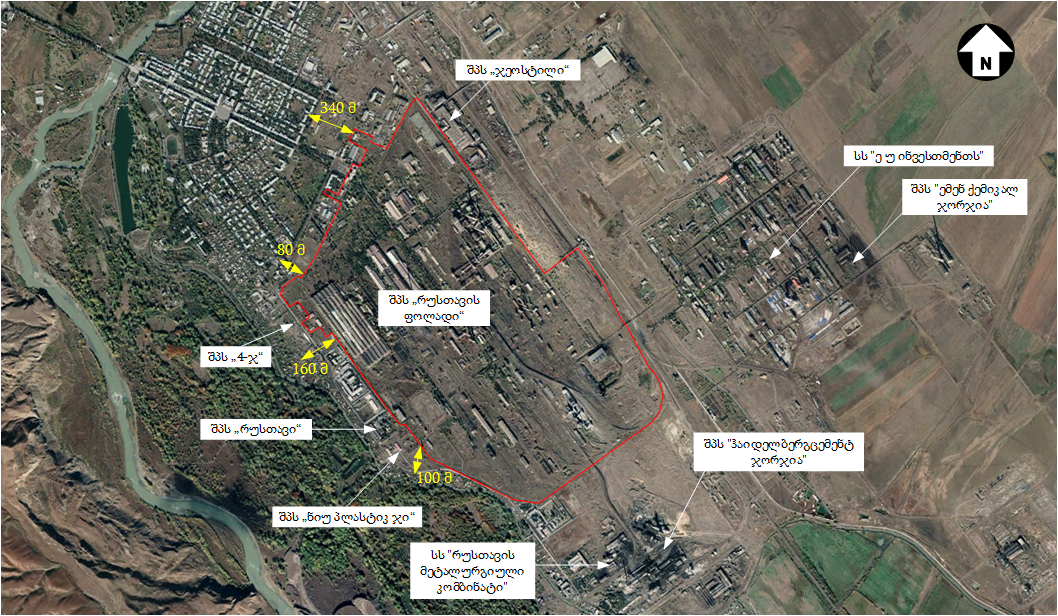 N
შპს „ჯეოსტილი“
340 მ
სს "ე უ ინვესტმენთს"
შპს "ემენ ქემიკალ
ჯორჯია"
80 მ
შპს „რუსთავის
ფოლადი“
შპს „4-ჯ“
160 მ
შპს „რუსთავი“
შპს "ჰაიდელბერგცემენტ
ჯორჯია"
100 მ
შპს „ნიუ პლასტიკ ჯი“
სს "რუსთავის
მეტალურგიული
კომბინატი"